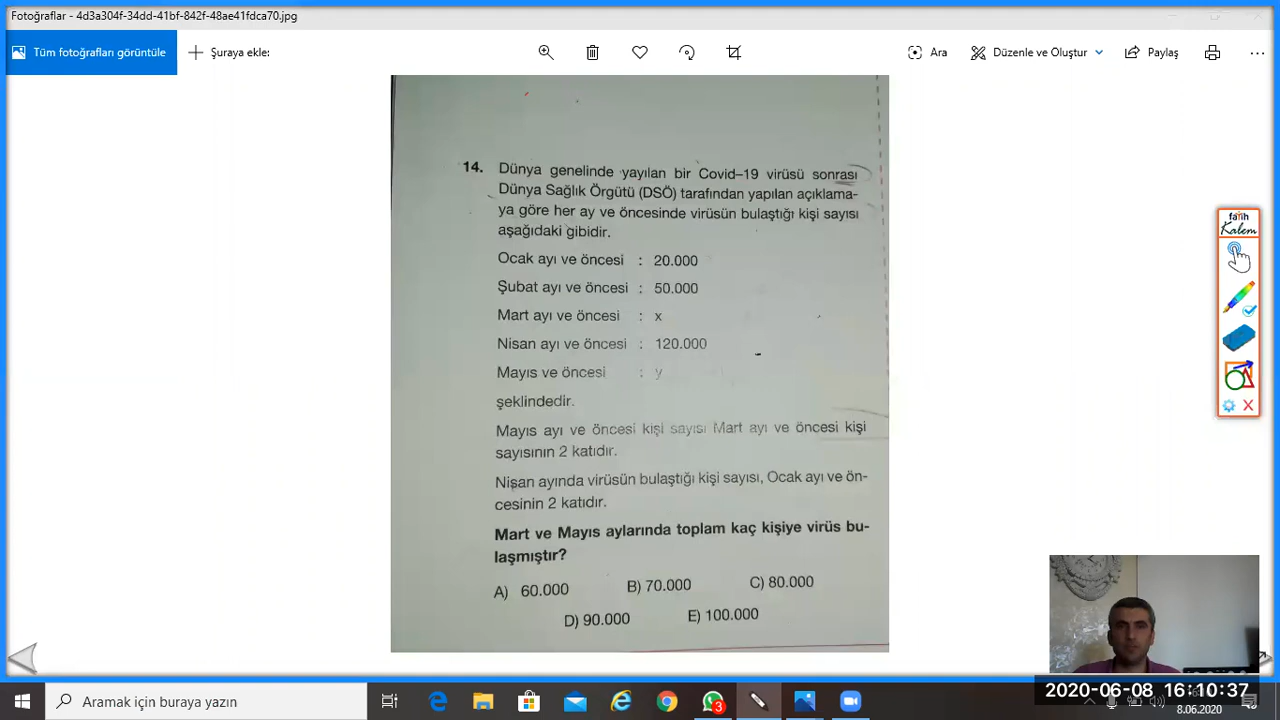 Fotoğraflar - 4d3a304f-34dd-41bf-842f-48ae41fdca70.jpg
Tüm fotoğrafları görüntüle
Şuraya ekle:
Ara
Düzenle ve Oluştur
Paylaş
fatih
Kalem
14. Dünya genelinde yayılan bir Covid–19 virüsü sonrası
Dünya Sağlık Örgütü (DSÖ) tarafından yapılan açıklama-
ya göre her ay ve öncesinde virüsün bulaştığı kişi sayısı
aşağıdaki gibidir.
Ocak ayı ve öncesi : 20.000
Şubat ayı ve öncesi : 50.000
Mart ayı ve öncesi : x
Nisan ayı ve öncesi : 120.000
Mayıs ve öncesi : y
şeklindedir.
Mayıs ayı ve öncesi kişi sayısı Mart ayı ve öncesi kişi
sayısının 2 katıdır.
Nisan ayında virüsün bulaştığı kişi sayısı, Ocak ayı ve ön-
cesinin 2 katıdır.
Mart ve Mayıs aylarında toplam kaç kişiye virüs bu-
laşmıştır?
A) 60.000 B) 70.000 C) 80.000
D) 90.000 E) 100.000
2020-06-08 16:10:37
Aramak için buraya yazın
3
8.06.2020